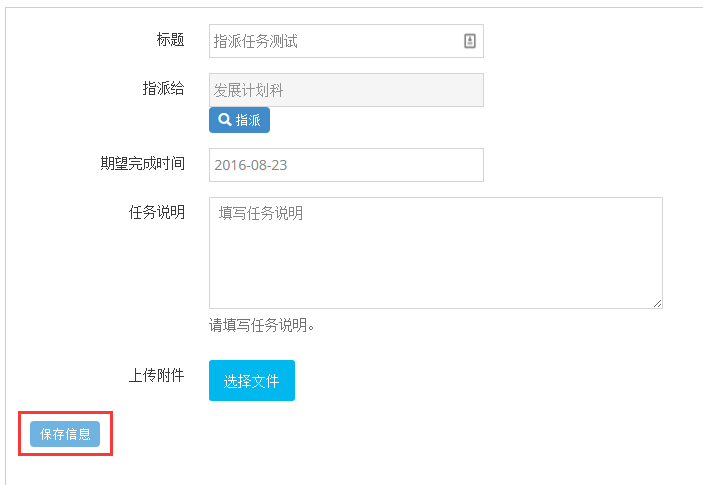 标题 指派任务测试
指派给 发展计划科
指派
期望完成时间 2016-08-23
任务说明 填写任务说明
请填写任务说明。
上传附件 选择文件
保存信息